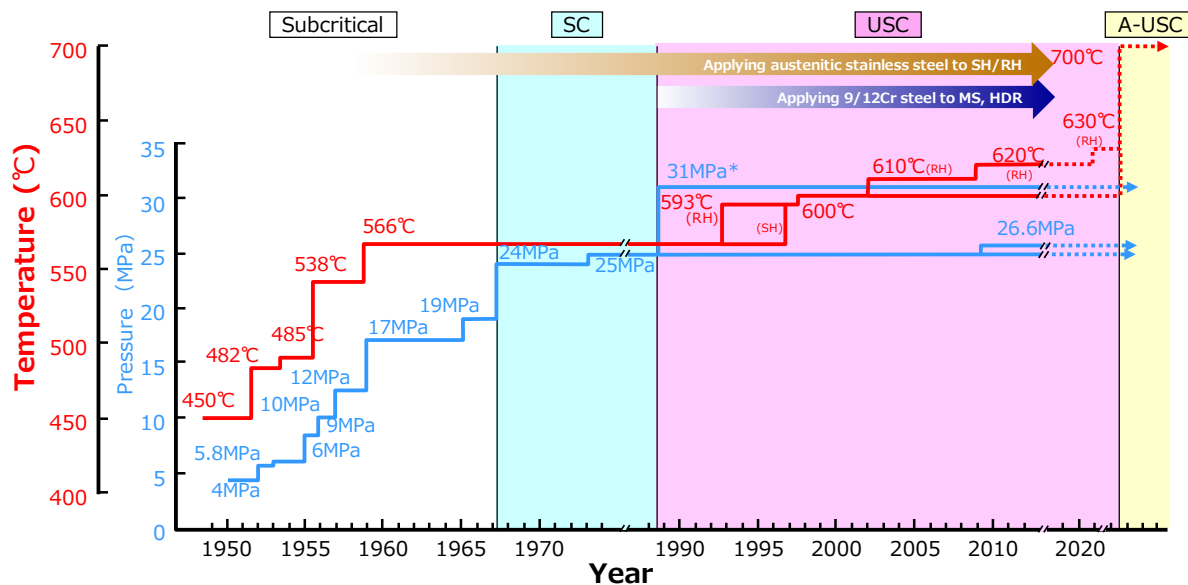 Subcritical
SC
USC
A-USC
Applying austenitic stainless steel to SH/RH
Applying 9/12Cr steel to MS, HDR
Temperature (℃)
700
650
600
550
500
450
400
Pressure (MPa)
35
30
25
20
15
10
5
0
450℃
482℃
485℃
538℃
566℃
593℃
(RH)
(SH)
600℃
610℃(RH)
620℃
(RH)
630℃
(RH)
700℃
4MPa
5.8MPa
6MPa
9MPa
10MPa
12MPa
17MPa
19MPa
24MPa
25MPa
31MPa*
26.6MPa
1950
1955
1960
1965
1970
1990
1995
2000
2005
2010
2020
Year